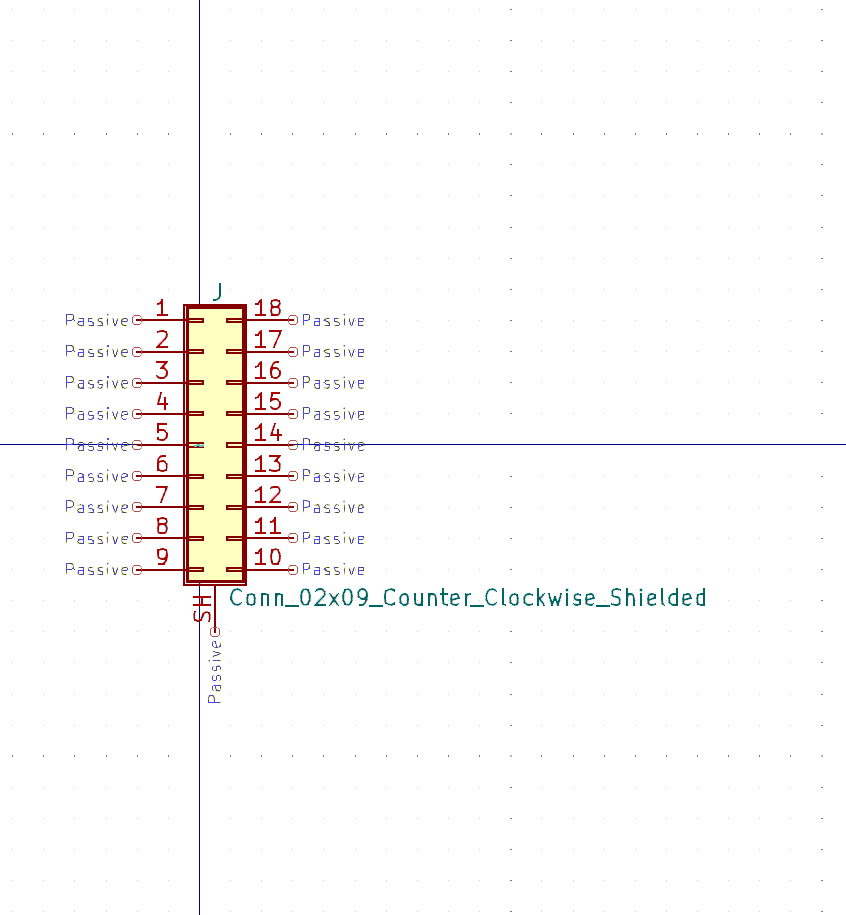 J
Passive 1 18 Passive
Passive 2 17 Passive
Passive 3 16 Passive
Passive 4 15 Passive
Passive 5 14 Passive
Passive 6 13 Passive
Passive 7 12 Passive
Passive 8 11 Passive
Passive 9 10 Passive
SH Conn_02x09_Counter_Clockwise_Shielded
Passive